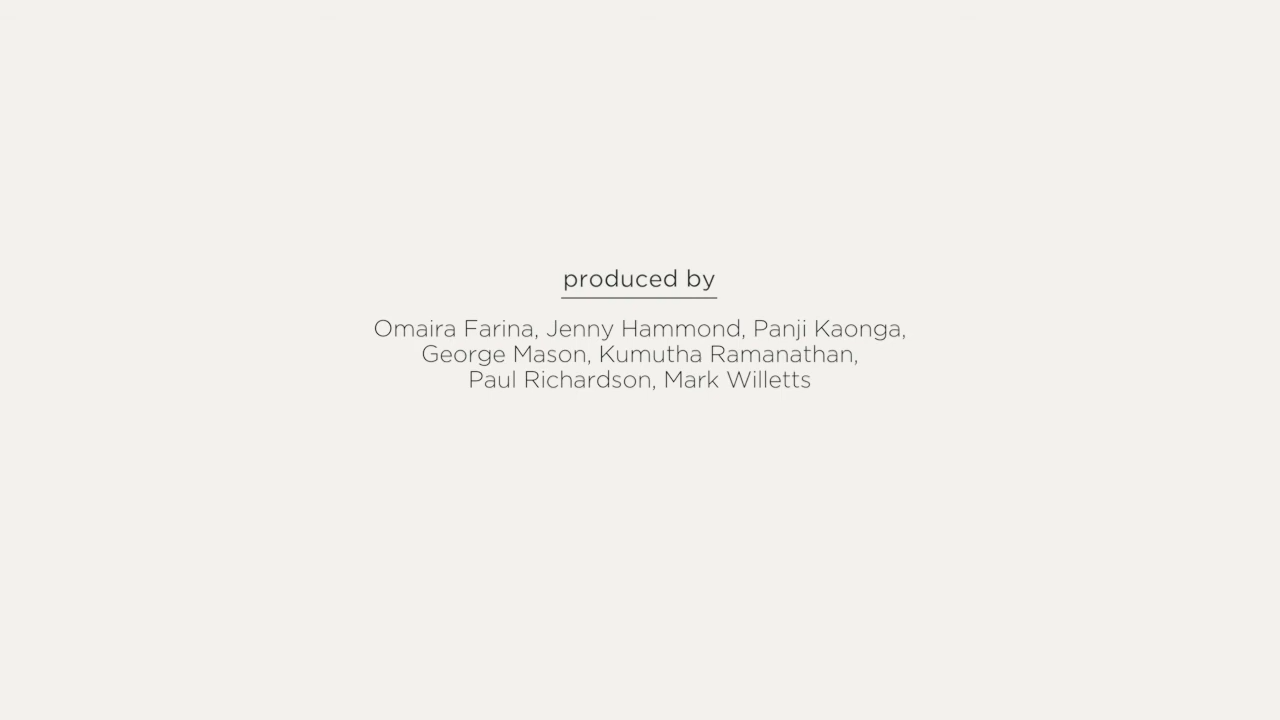 produced by
Omaira Farina, Jenny Hammond, Panji Kaonga,
George Mason, Kumutha Ramanathan,
Paul Richardson, Mark Willetts